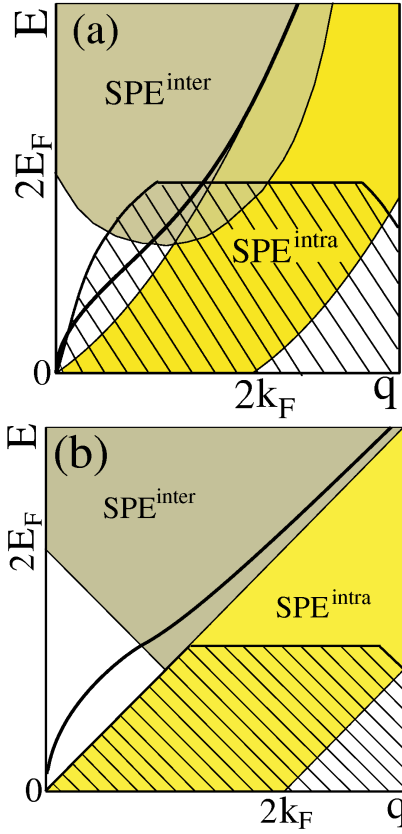 (a)
E
SPE^inter
2E_F
SPE^intra
0
2k_F
q
(b)
E
SPE^inter
2E_F
SPE^intra
0
2k_F
q